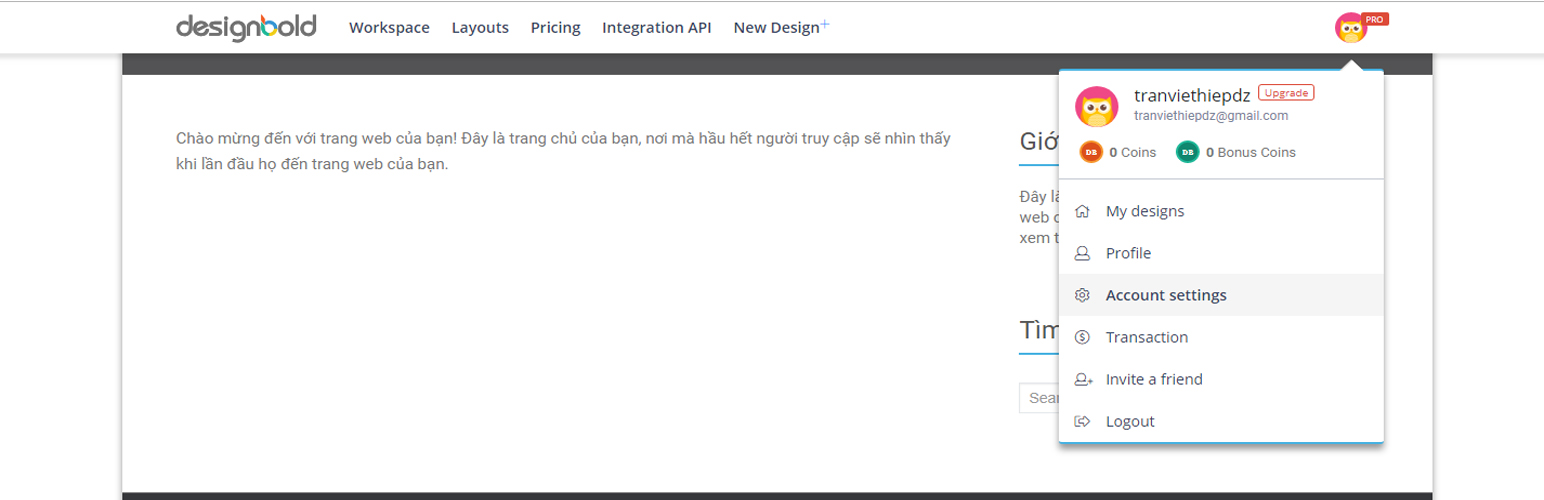 designbold Workspace Layouts Pricing Integration API New Design+ PRO
tranviethiepdz Upgrade
tranviethiepdz@gmail.com
DB 0 Coins DB 0 Bonus Coins
My designs
Profile
Account settings
Transaction
Invite a friend
Logout
Chào mừng đến với trang web của bạn! Đây là trang chủ của bạn, nơi mà hầu hết người truy cập sẽ nhìn thấy
khi lần đầu họ đến trang web của bạn.
Giớ
Đây là
web c
xem t
Tìm
Sear